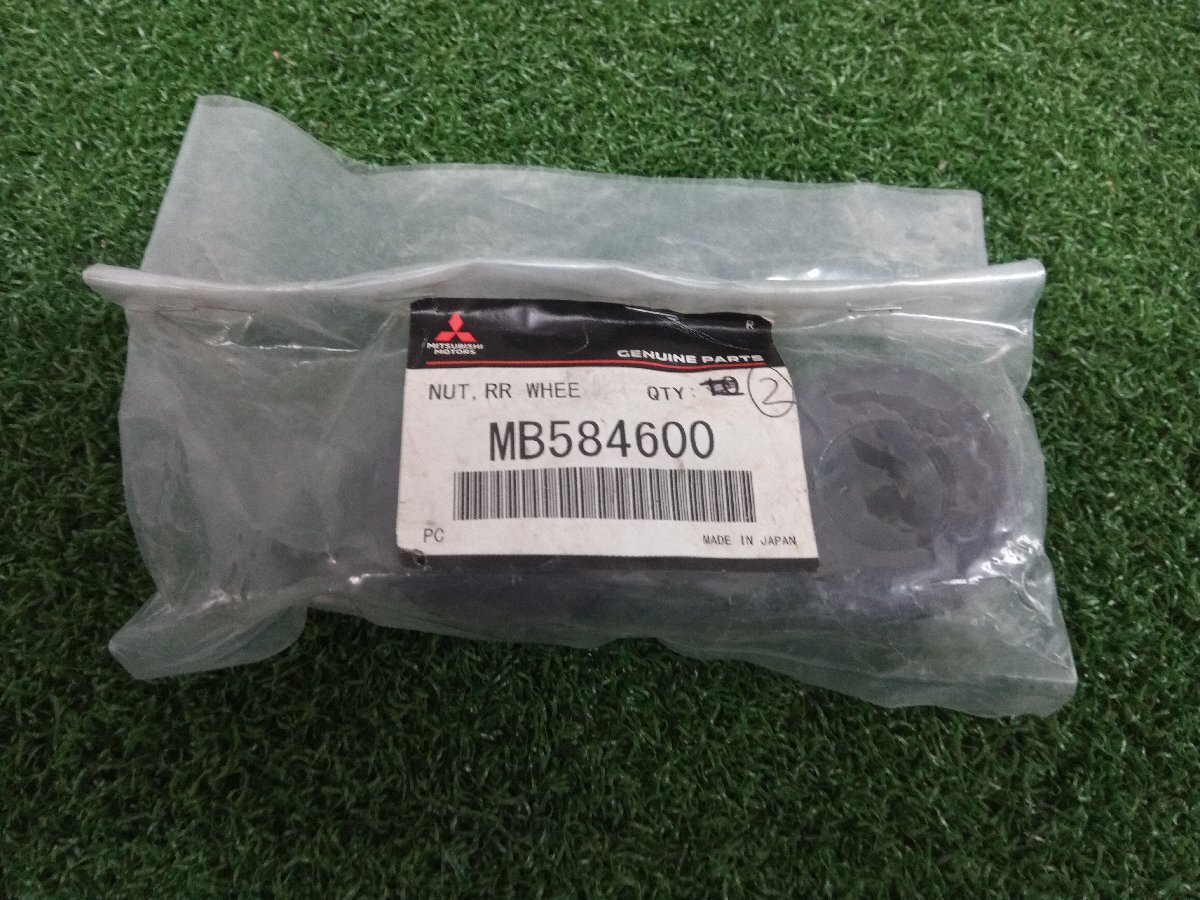 R
MITSUBISHI
MOTORS
GENUINE PARTS
NUT, RR WHEE QTY: 10 2
MB584600
PC MADE IN JAPAN